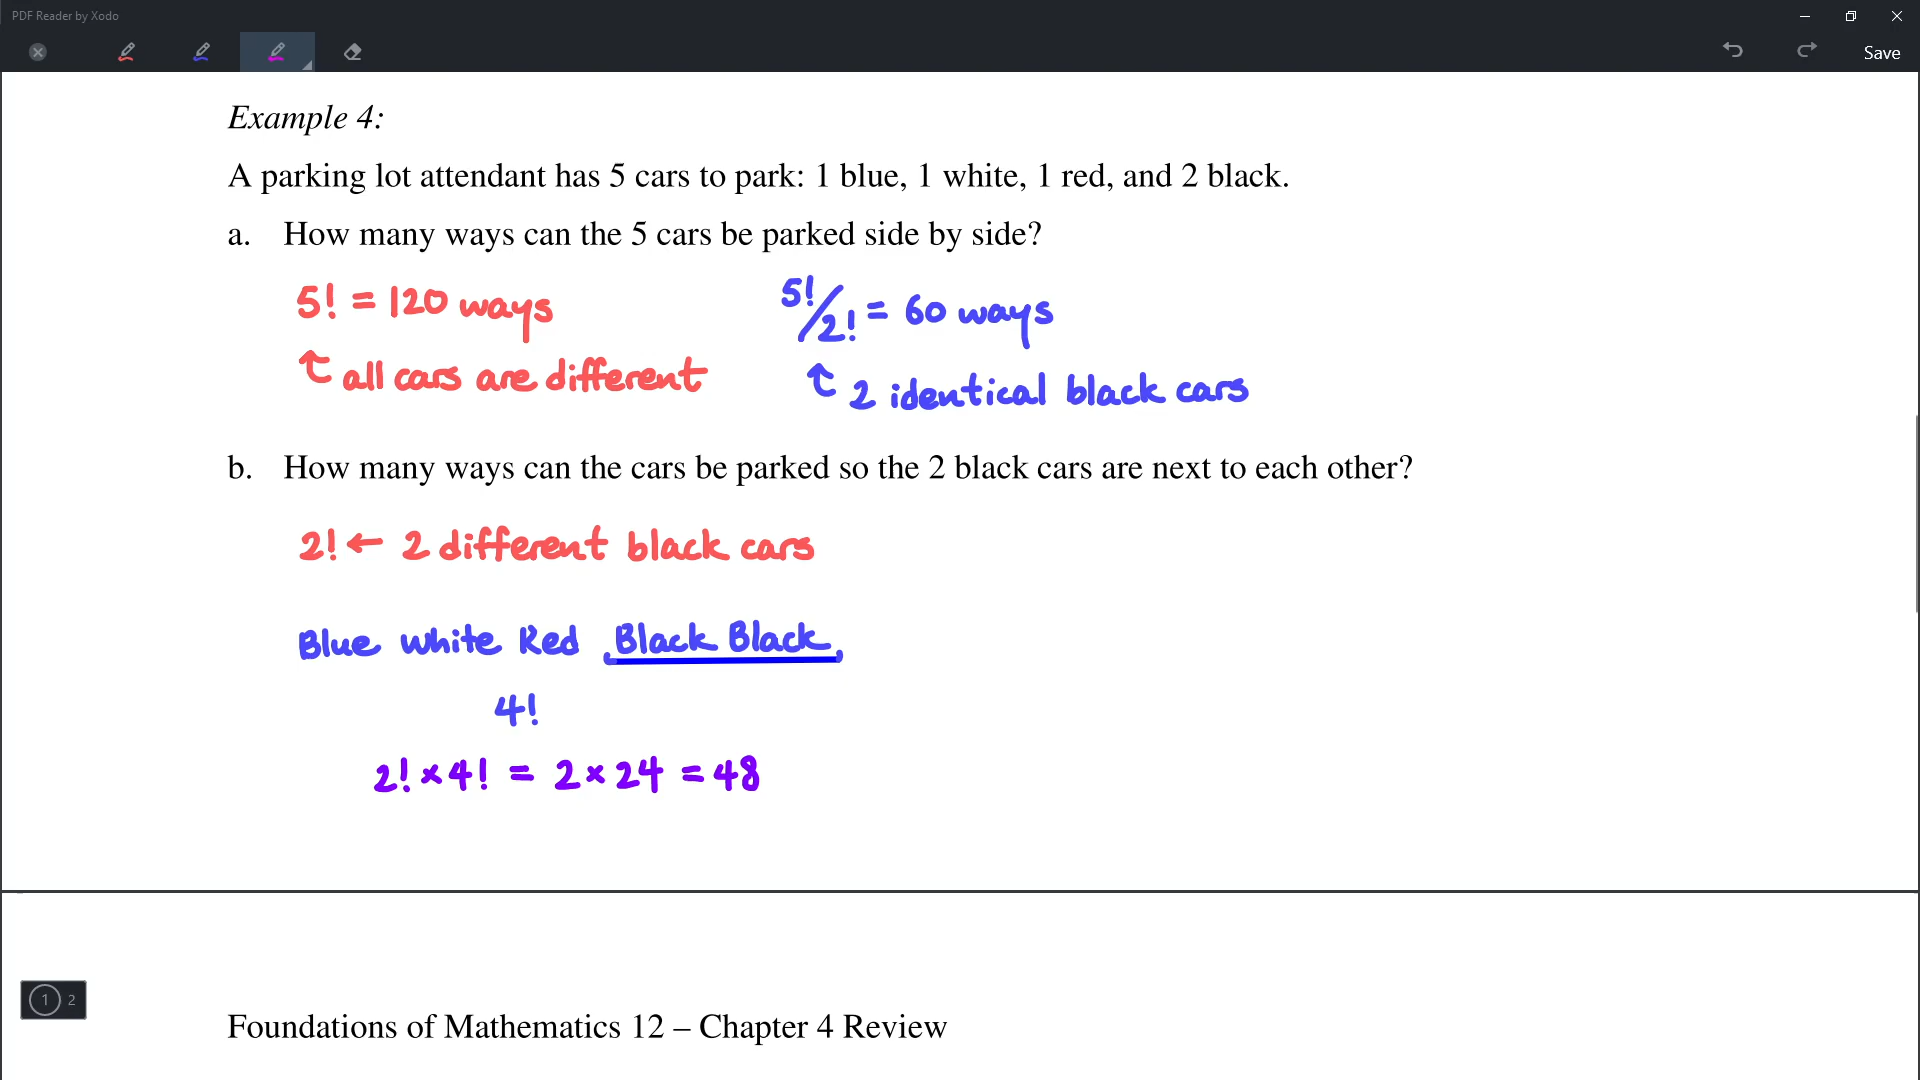 PDF Reader by Xodo
Save
Example 4:
A parking lot attendant has 5 cars to park: 1 blue, 1 white, 1 red, and 2 black.
a. How many ways can the 5 cars be parked side by side?
5! = 120 ways
5!/2! = 60 ways
↑ all cars are different
↑ 2 identical black cars
b. How many ways can the cars be parked so the 2 black cars are next to each other?
2! ← 2 different black cars
Blue White Red Black Black
4!
2! × 4! = 2 × 24 = 48
1 2
Foundations of Mathematics 12 – Chapter 4 Review